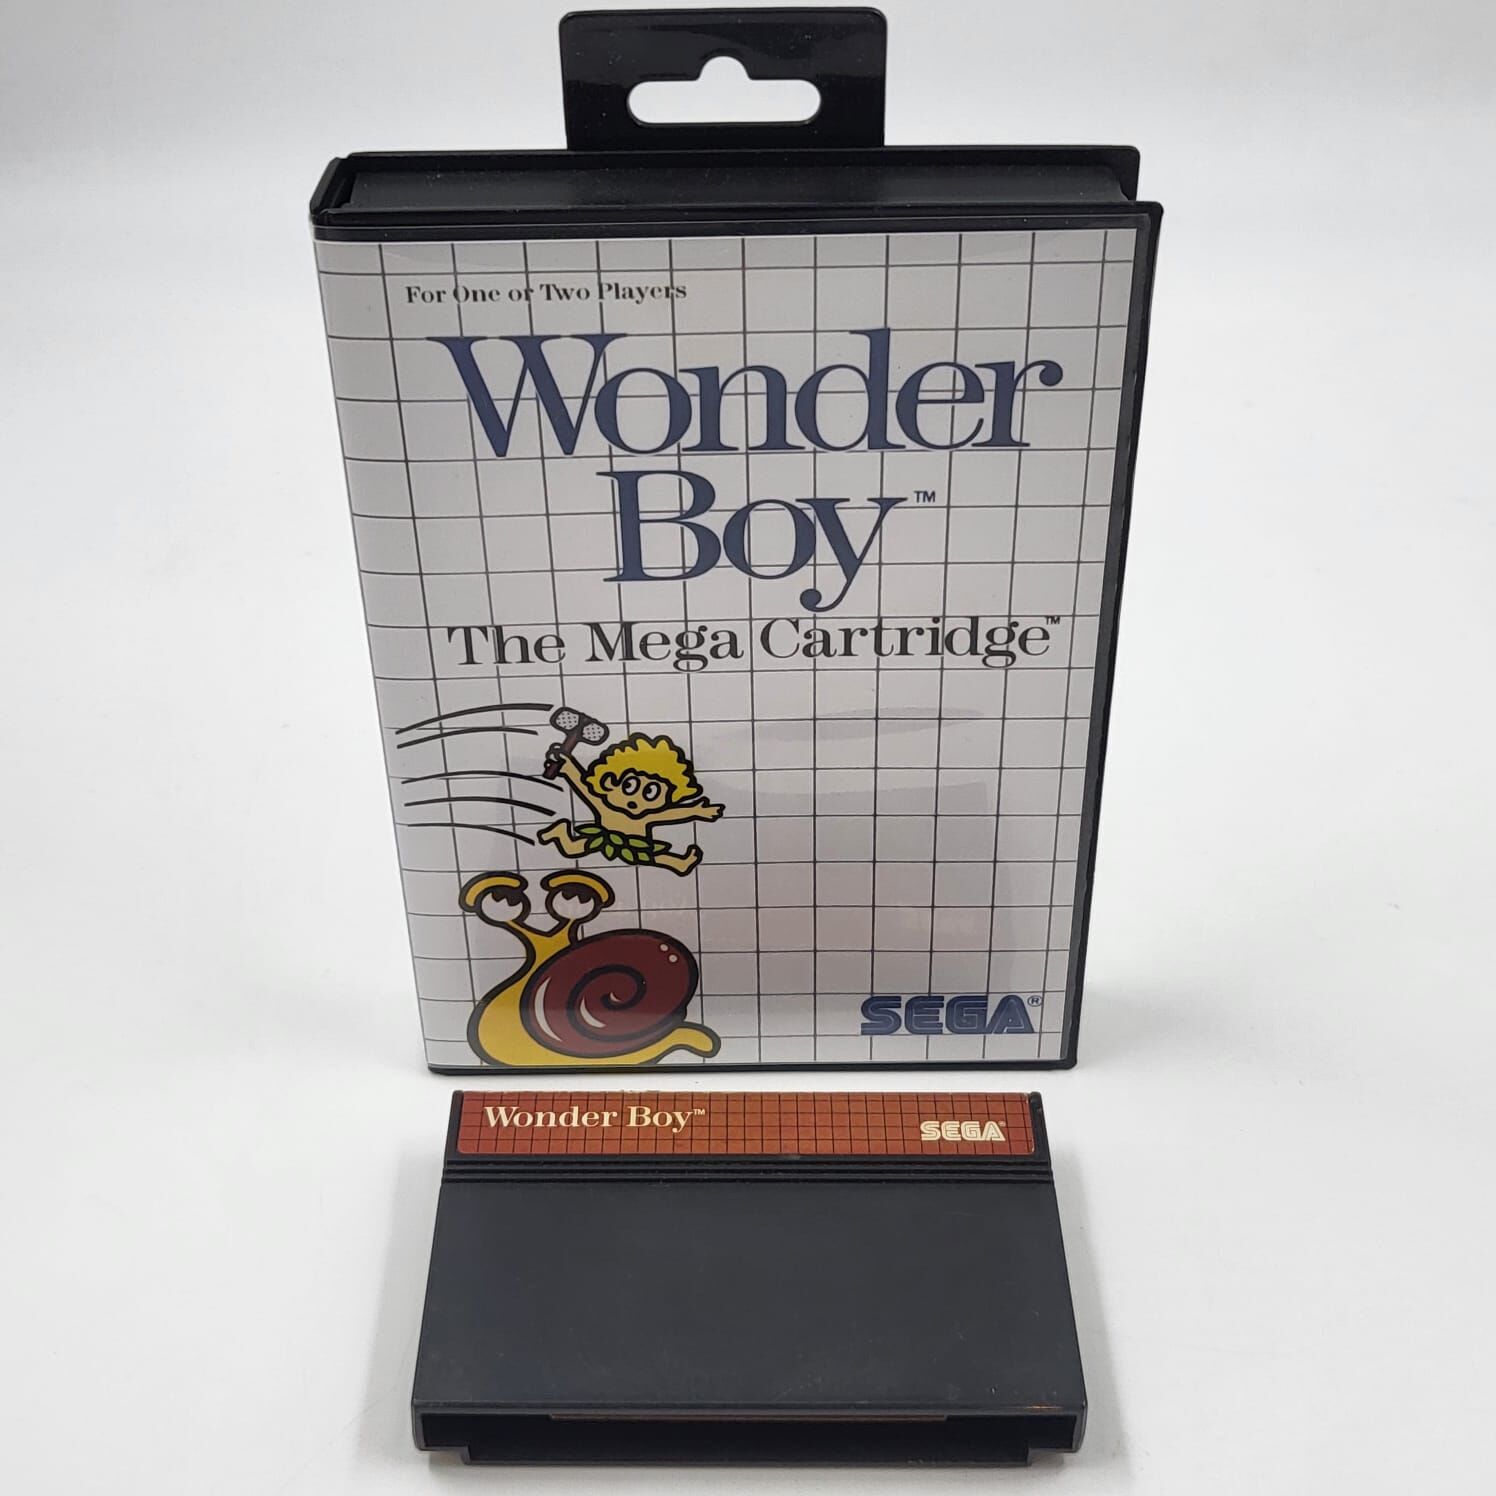 For One or Two Players
Wonder
Boy™
The Mega Cartridge™
SEGA®
Wonder Boy™
SEGA®